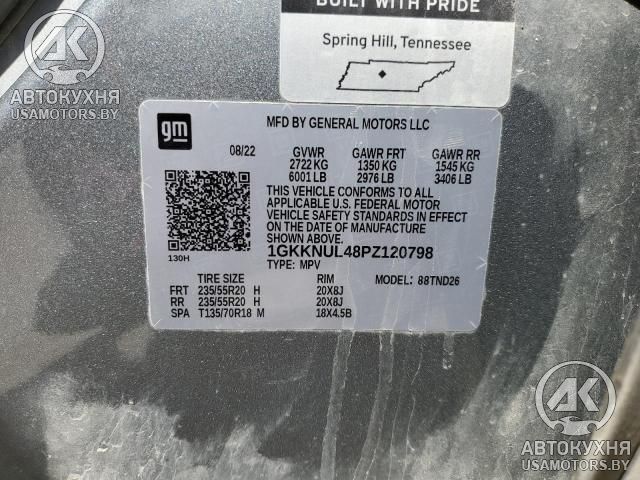 BUILT WITH PRIDE
Spring Hill, Tennessee
gm
MFD BY GENERAL MOTORS LLC
08/22 GVWR GAWR FRT GAWR RR
2722 KG 1350 KG 1545 KG
6001 LB 2976 LB 3406 LB
THIS VEHICLE CONFORMS TO ALL
APPLICABLE U.S. FEDERAL MOTOR
VEHICLE SAFETY STANDARDS IN EFFECT
ON THE DATE OF MANUFACTURE
SHOWN ABOVE.
130H
1GKKNUL48PZ120798
TYPE: MPV
MODEL: 88TND26
TIRE SIZE RIM
FRT 235/55R20 H 20X8J
RR 235/55R20 H 20X8J
SPA T135/70R18 M 18X4.5B
АК
АВТОКУХНЯ
USAMOTORS.BY
АК
АВТОКУХНЯ
USAMOTORS.BY